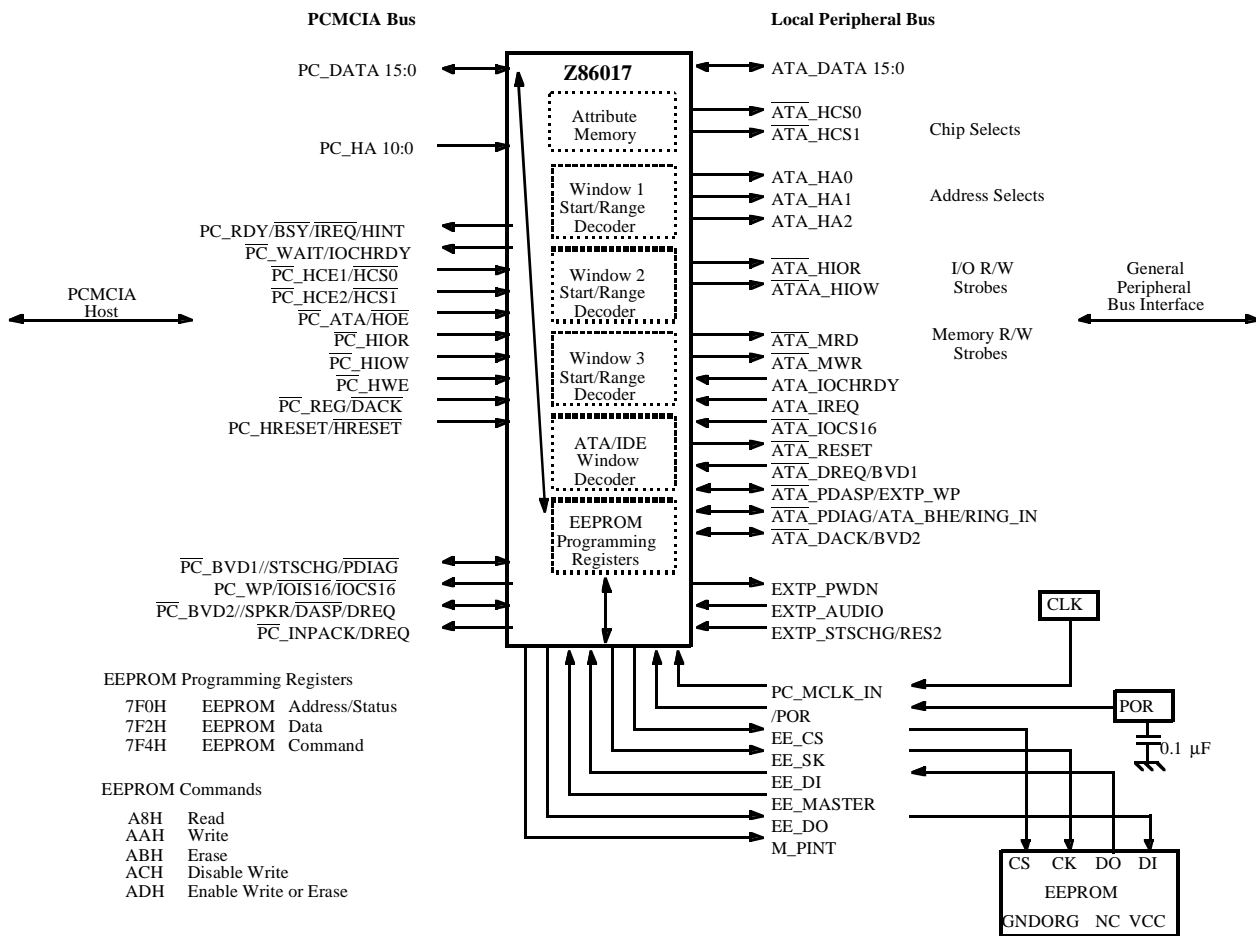 PCMCIA Bus
Local Peripheral Bus
Z86017
PC_DATA 15:0
PC_HA 10:0
PC_RDY/BSY/IREQ/HINT
PC_WAIT/IOCHRDY
PC_HCE1/HCS0
PC_HCE2/HCS1
PC_ATA/HOE
PC_HIOR
PC_HIOW
PC_HWE
PC_REG/DACK
PC_HRESET/HRESET
PCMCIA
Host
PC_BVD1//STSCHG/PDIAG
PC_WP/IOIS16/IOCS16
PC_BVD2//SPKR/DASP/DREQ
PC_INPACK/DREQ
Attribute
Memory
Window 1
Start/Range
Decoder
Window 2
Start/Range
Decoder
Window 3
Start/Range
Decoder
ATA/IDE
Window
Decoder
EEPROM
Programming
Registers
ATA_DATA 15:0
ATA_HCS0
ATA_HCS1
Chip Selects
ATA_HA0
ATA_HA1
ATA_HA2
Address Selects
ATA_HIOR
ATAA_HIOW
I/O R/W
Strobes
ATA_MRD
ATA_MWR
Memory R/W
Strobes
ATA_IOCHRDY
ATA_IREQ
ATA_IOCS16
ATA_RESET
ATA_DREQ/BVD1
ATA_PDASP/EXTP_WP
ATA_PDIAG/ATA_BHE/RING_IN
ATA_DACK/BVD2
General
Peripheral
Bus Interface
EXTP_PWDN
EXTP_AUDIO
EXTP_STSCHG/RES2
CLK
PC_MCLK_IN
/POR
EE_CS
EE_SK
EE_DI
EE_MASTER
EE_DO
M_PINT
POR
0.1 µF
CS CK DO DI
EEPROM
GNDORG NC VCC
EEPROM Programming Registers
7F0H EEPROM Address/Status
7F2H EEPROM Data
7F4H EEPROM Command
EEPROM Commands
A8H Read
AAH Write
ABH Erase
ACH Disable Write
ADH Enable Write or Erase